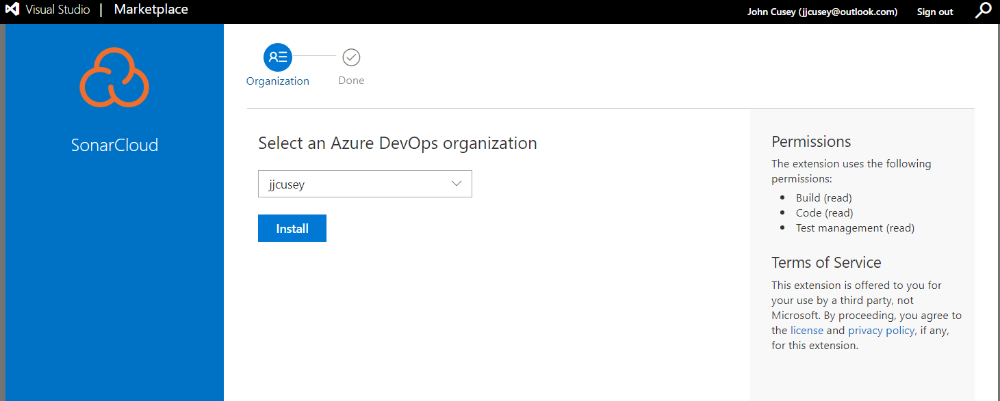 Visual Studio | Marketplace
John Cusey (jjcusey@outlook.com) Sign out
SonarCloud
Organization
Done
Select an Azure DevOps organization
jjcusey
Install
Permissions
The extension uses the following
permissions:
• Build (read)
• Code (read)
• Test management (read)
Terms of Service
This extension is offered to you for
your use by a third party, not
Microsoft. By proceeding, you agree to
the license and privacy policy, if any,
for this extension.